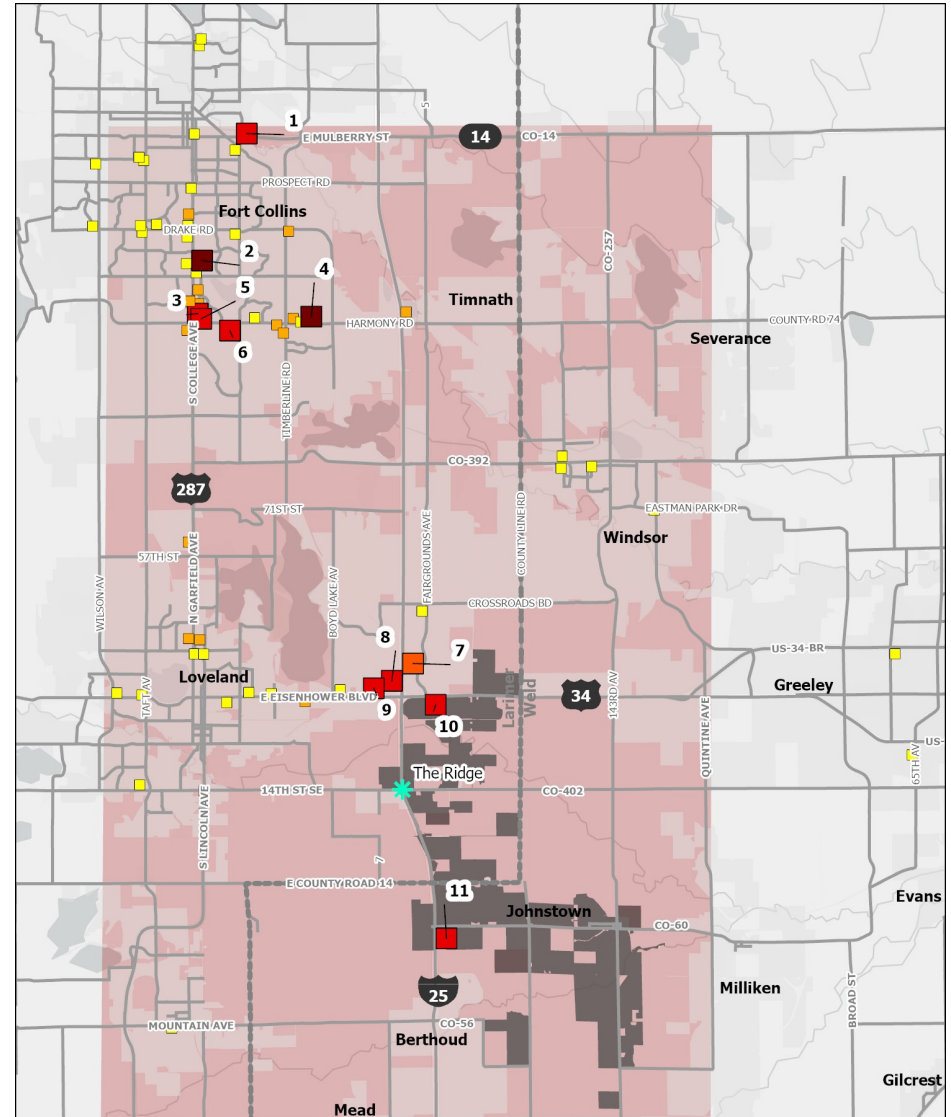 1
5
E MULBERRY ST
14
CO-14
PROSPECT RD
Fort Collins
DRAKE RD
CO-257
2
4
5
Timnath
3
HARMONY RD
COUNTY RD 74
Severance
6
S COLLEGE AVE
TIMBERLINE RD
CO-392
287
71ST ST
EASTMAN PARK DR
COUNTY LINE RD
Windsor
57TH ST
FAIRGROUNDS AVE
N GARFIELD AVE
WILSON AV
BOYD LAKE AV
CROSSROADS BD
8
7
US-34-BR
Loveland
Greeley
TAFT AV
E EISENHOWER BLVD
9
34
10
Larimer
Weld
143RD AV
QUINTINE AVE
US-
65TH AV
The Ridge
14TH ST SE
CO-402
S LINCOLN AVE
7
E COUNTY ROAD 14
11
Johnstown
Evans
CO-60
25
Milliken
BROAD ST
MOUNTAIN AVE
CO-56
Berthoud
Gilcrest
Mead